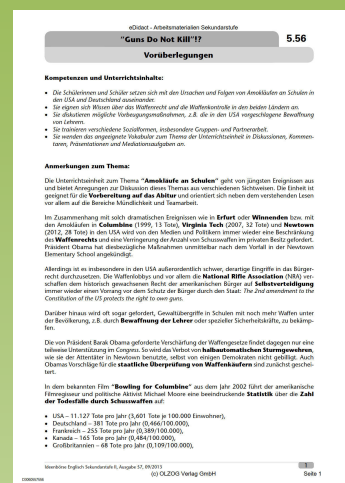 eDidact - Arbeitsmaterialien Sekundarstufe
"Guns Do Not Kill"!?
5.56
Vorüberlegungen
Kompetenzen und Unterrichtsinhalte:
• Die Schülerinnen und Schüler setzen sich mit den Ursachen und Folgen von Amokläufen an Schulen in
den USA und Deutschland auseinander.
• Sie eignen sich Wissen über das Waffenrecht und die Waffenkontrolle in den beiden Ländern an.
• Sie diskutieren mögliche Vorbeugungsmaßnahmen, z.B. die in den USA vorgeschlagene Bewaffnung
von Lehrern.
• Sie trainieren verschiedene Sozialformen, insbesondere Gruppen- und Partnerarbeit.
• Sie wenden das angeeignete Vokabular zum Thema der Unterrichtseinheit in Diskussionen, Kommen-
taren, Präsentationen und Mediationsaufgaben an.
Anmerkungen zum Thema:
Die Unterrichtseinheit zum Thema "Amokläufe an Schulen" geht von jüngsten Ereignissen aus
und bietet Anregungen zur Diskussion dieses Themas aus verschiedenen Sichtweisen. Die Einheit ist
geeignet für die Vorbereitung auf das Abitur und orientiert sich neben dem verstehenden Lesen
vor allem auf die Bereiche Mündlichkeit und Teamarbeit.
Im Zusammenhang mit solch dramatischen Ereignissen wie in Erfurt oder Winnenden bzw. mit
den Amokläufen in Columbine (1999, 13 Tote), Virginia Tech (2007, 32 Tote) und Newtown
(2012, 28 Tote) in den USA wird von den Medien und Politikern immer wieder eine Beschränkung
des Waffenrechts und eine Verringerung der Anzahl von Schusswaffen im privaten Besitz gefordert.
Präsident Obama hat diesbezügliche Maßnahmen unmittelbar nach dem Vorfall in der Newtown
Elementary School angekündigt.
Allerdings ist es insbesondere in den USA außerordentlich schwer, derartige Eingriffe in das Bürger-
recht durchzusetzen. Die Waffenlobbys und vor allem die National Rifle Association (NRA) ver-
schaffen dem historisch gewachsenen Recht der amerikanischen Bürger auf Selbstverteidigung
immer wieder einen Vorrang vor dem Schutz der Bürger durch den Staat: The 2nd amendment to the
Constitution of the US protects the right to own guns.
Darüber hinaus wird oft sogar gefordert, Gewaltübergriffe in Schulen mit noch mehr Waffen unter
der Bevölkerung, z.B. durch Bewaffnung der Lehrer oder spezieller Sicherheitskräfte, zu bekämp-
fen.
Die von Präsident Barak Obama geforderte Verschärfung der Waffengesetze findet dagegen nur eine
teilweise Unterstützung im Congress. So wird das Verbot von halbautomatischen Sturmgewehren,
wie sie der Attentäter in Newtown benutzte, selbst von einigen Demokraten nicht gebilligt. Auch
Obamas Vorschläge für die staatliche Überprüfung von Waffenkäufern sind zunächst geschei-
tert.
In dem bekannten Film "Bowling for Columbine" aus dem Jahr 2002 führt der amerikanische
Filmregisseur und politische Aktivist Michael Moore eine beeindruckende Statistik über die Zahl
der Todesfälle durch Schusswaffen auf:
• USA – 11.127 Tote pro Jahr (3,601 Tote je 100.000 Einwohner),
• Deutschland – 381 Tote pro Jahr (0,466/100.000),
• Frankreich – 255 Tote pro Jahr (0,389/100.000),
• Kanada – 165 Tote pro Jahr (0,484/100.000),
• Großbritannien – 68 Tote pro Jahr (0,109/100.000),
Ideenbörse Englisch Sekundarstufe II, Ausgabe 57, 09/2013
1
(c) OLZOG Verlag GmbH
Seite 1